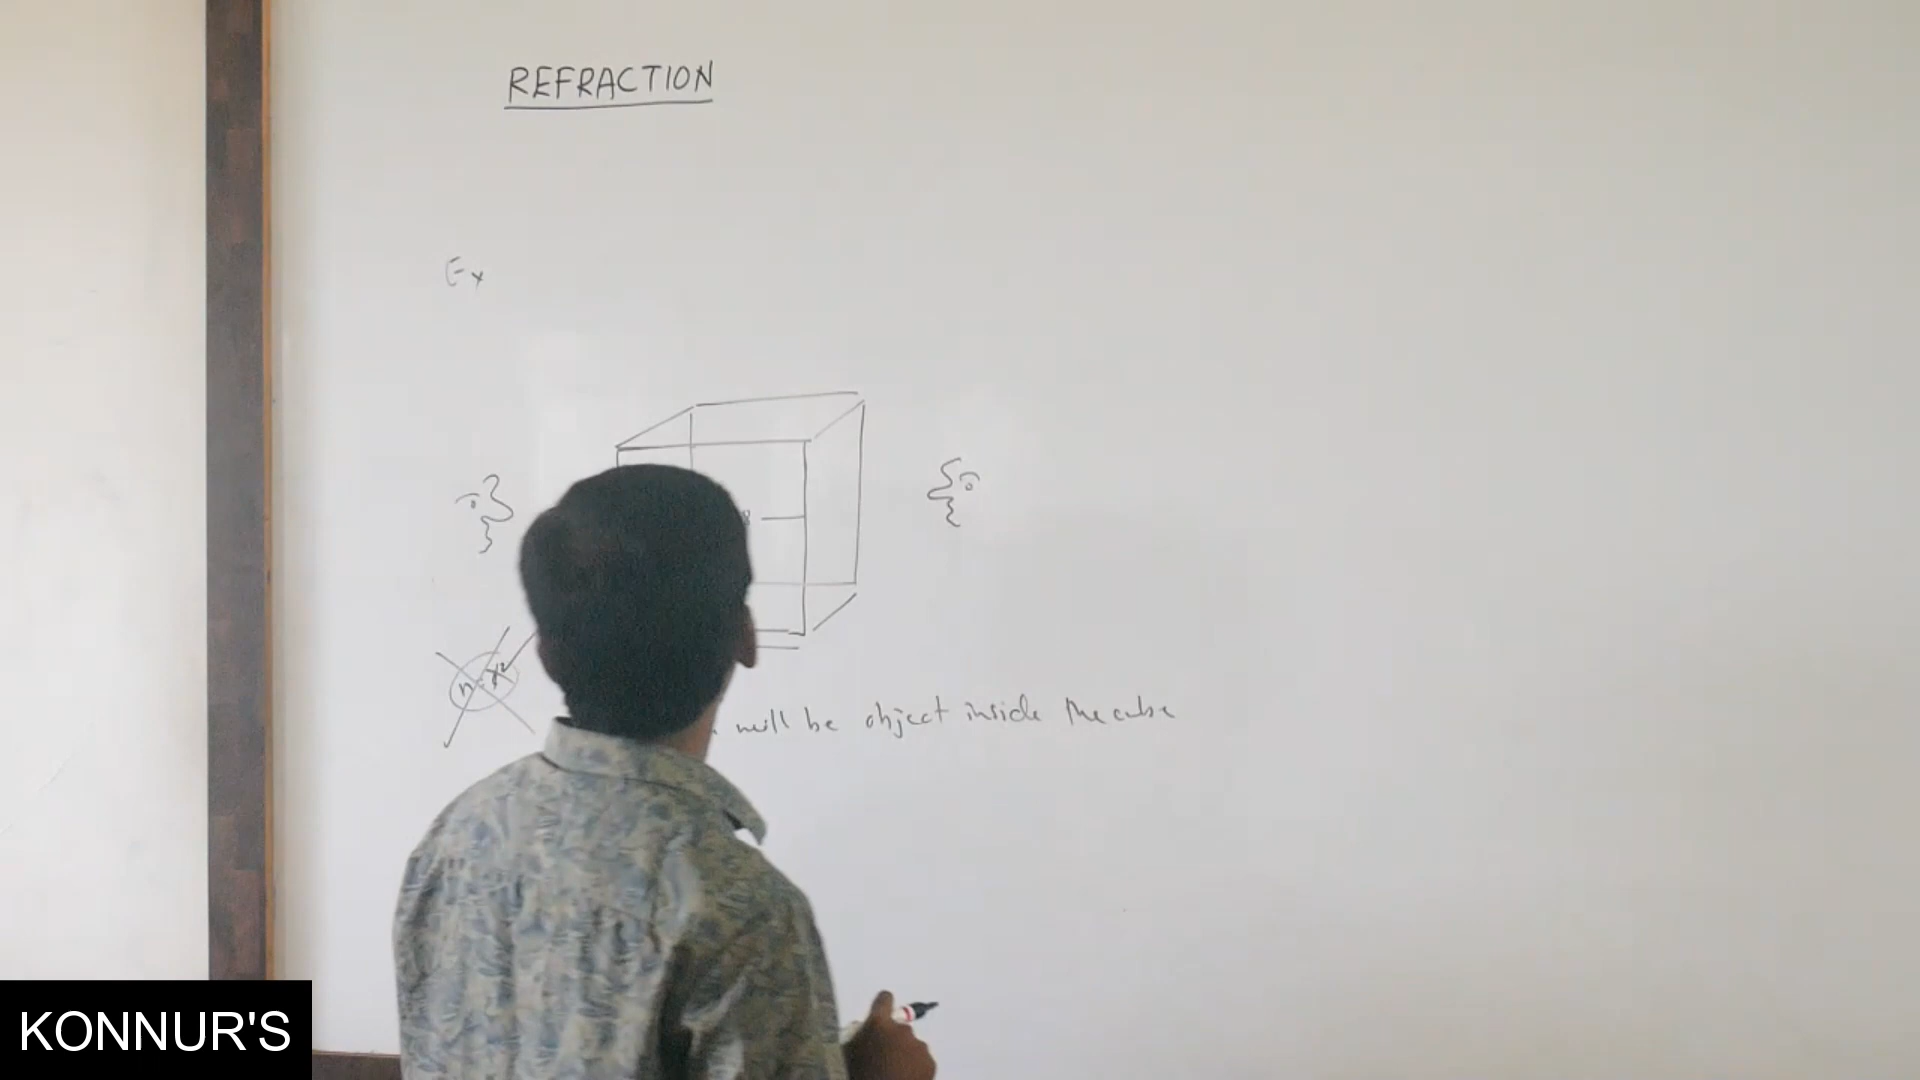 REFRACTION
Ex
will be object inside the cube
KONNUR'S